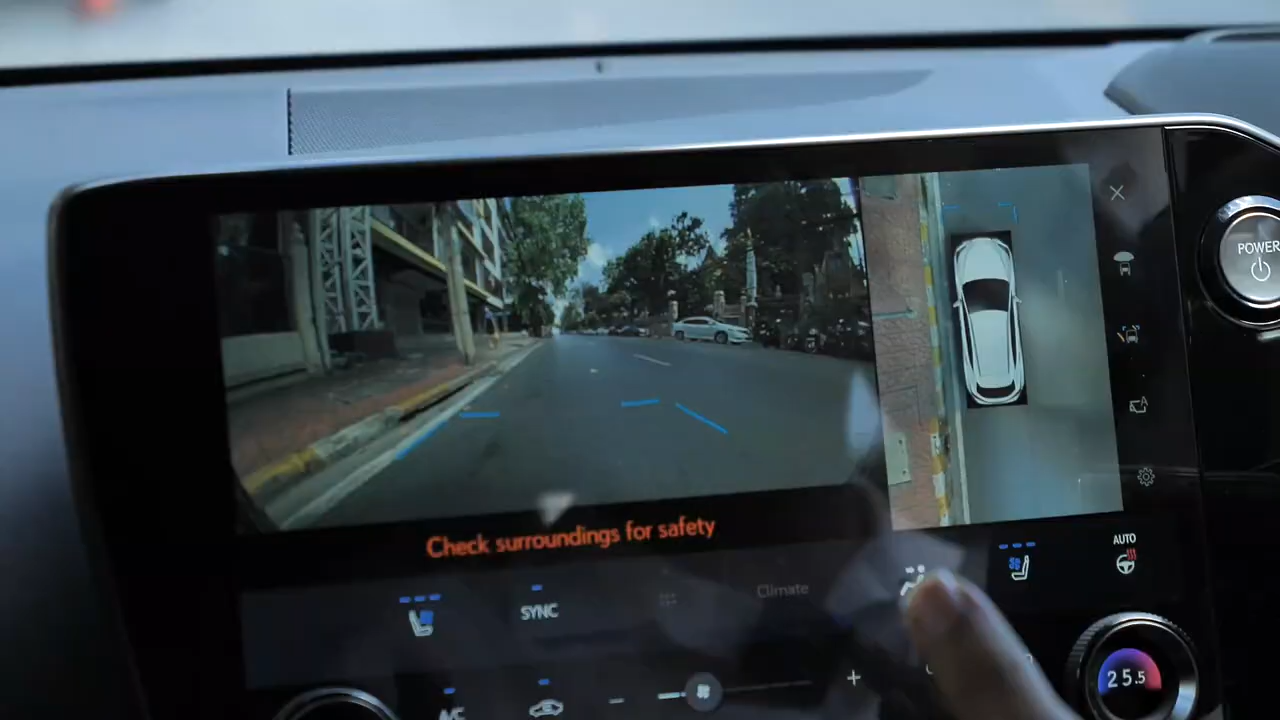 POWER
Check surroundings for safety
AUTO
Climate
SYNC
25.5
A/C